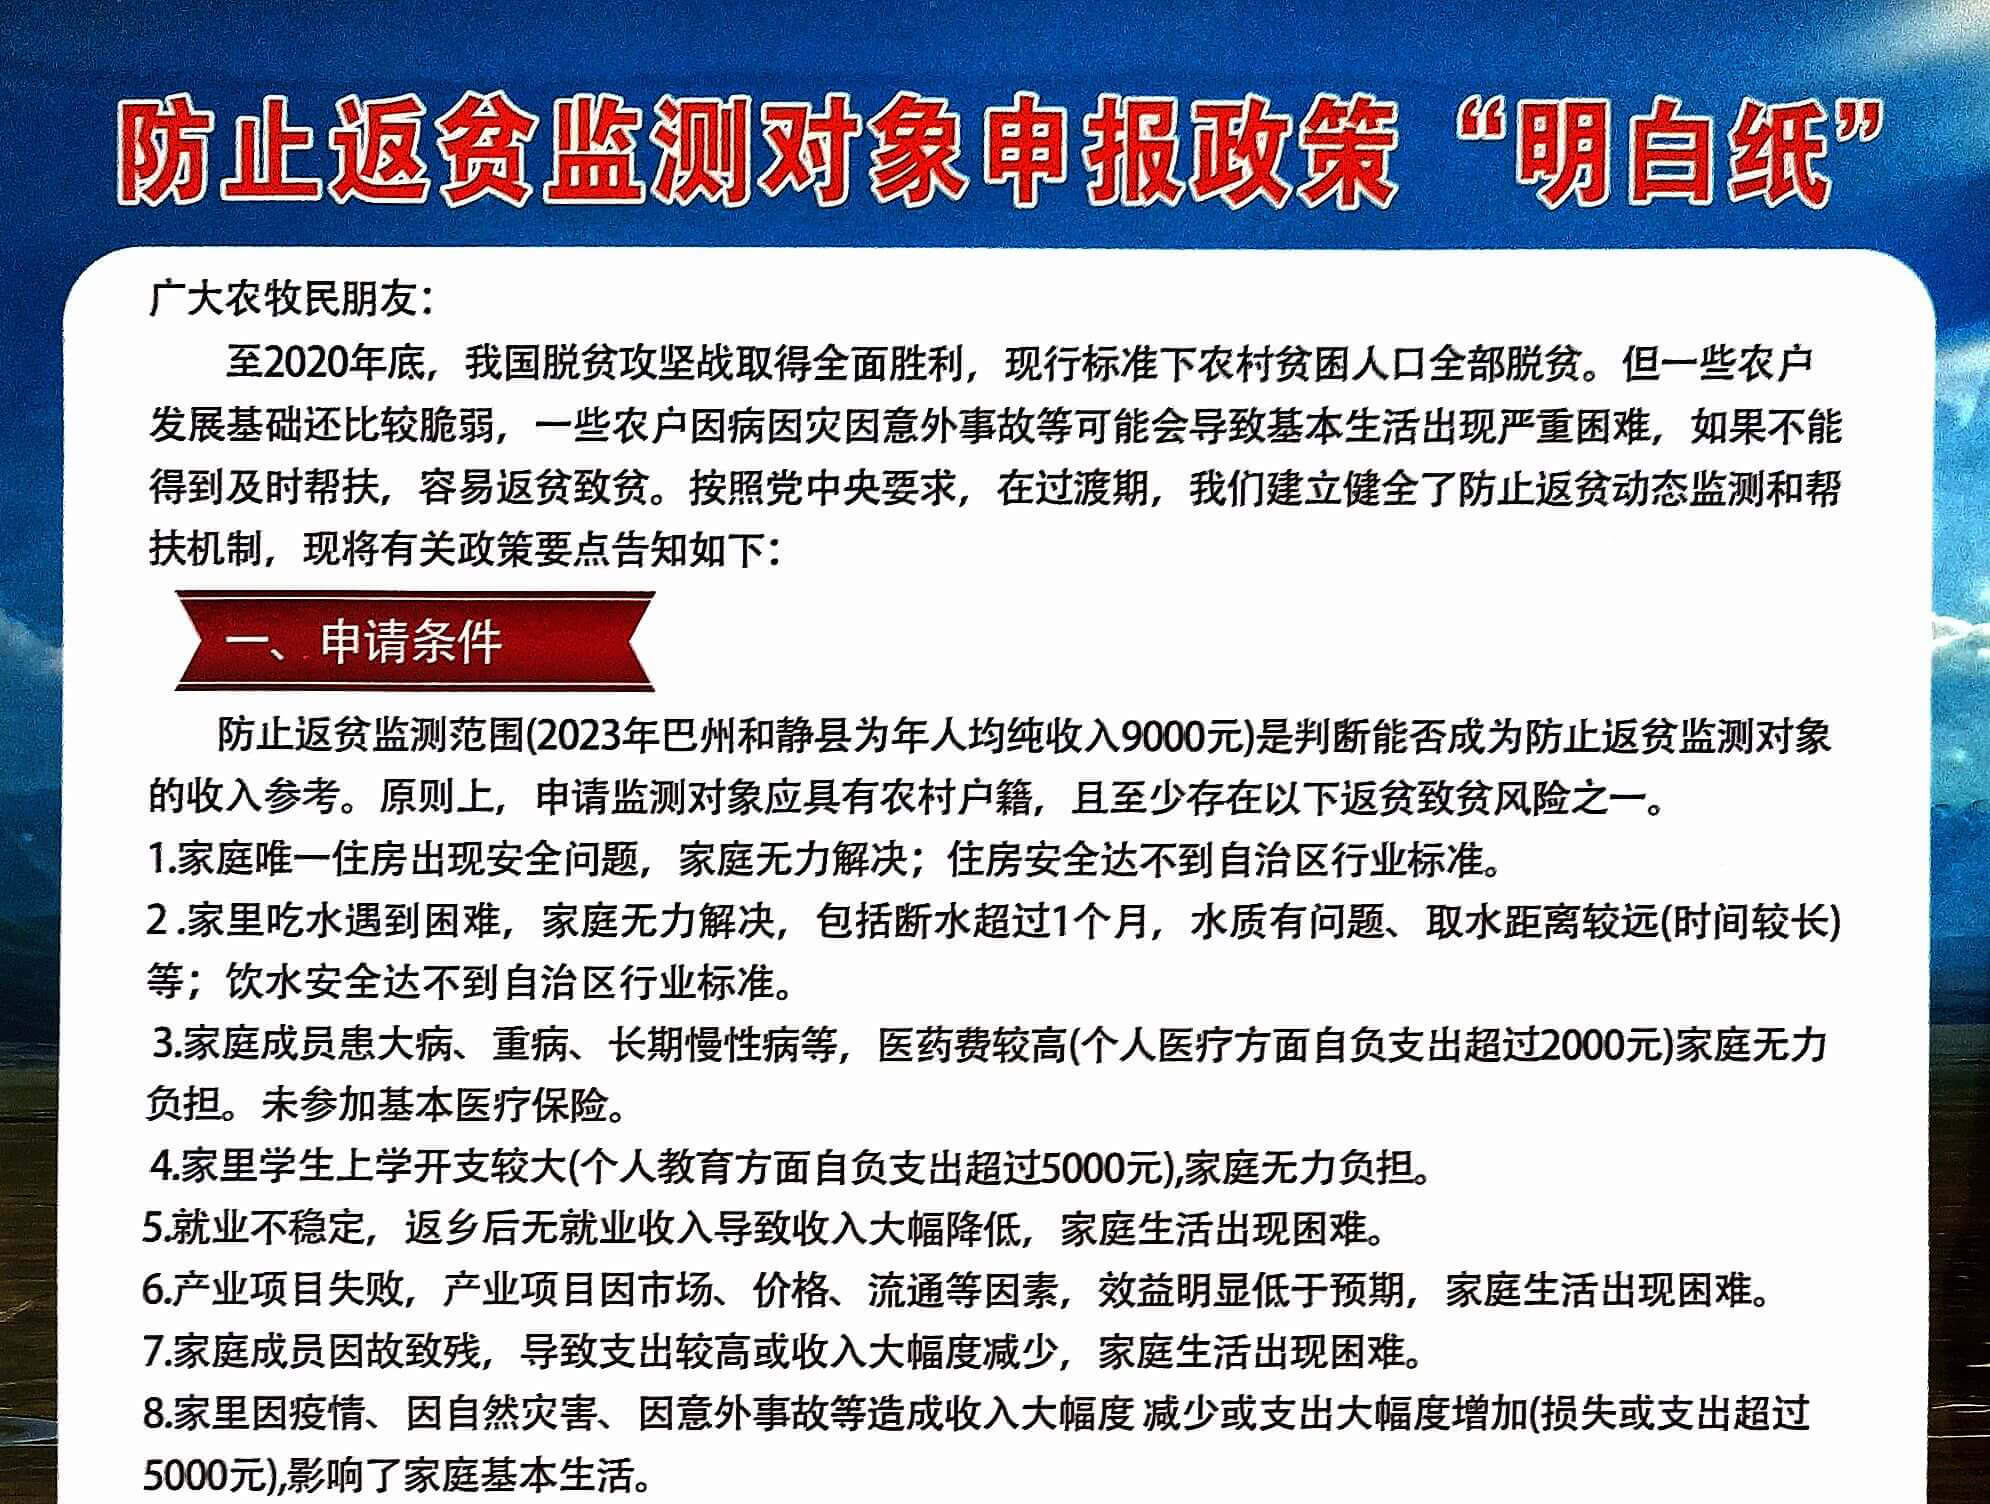 防止返贫监测对象申报政策“明白纸”
广大农牧民朋友：
至2020年底，我国脱贫攻坚战取得全面胜利，现行标准下农村贫困人口全部脱贫。但一些农户
发展基础还比较脆弱，一些农户因病因灾因意外事故等可能会导致基本生活出现严重困难，如果不能
得到及时帮扶，容易返贫致贫。按照党中央要求，在过渡期，我们建立健全了防止返贫动态监测和帮
扶机制，现将有关政策要点告知如下：
一、申请条件
防止返贫监测范围(2023年巴州和静县为年人均纯收入9000元)是判断能否成为防止返贫监测对象
的收入参考。原则上，申请监测对象应具有农村户籍，且至少存在以下返贫致贫风险之一。
1.家庭唯一住房出现安全问题，家庭无力解决；住房安全达不到自治区行业标准。
2 .家里吃水遇到困难，家庭无力解决，包括断水超过1个月，水质有问题、取水距离较远(时间较长)
等；饮水安全达不到自治区行业标准。
3.家庭成员患大病、重病、长期慢性病等，医药费较高(个人医疗方面自负支出超过2000元)家庭无力
负担。未参加基本医疗保险。
4.家里学生上学开支较大(个人教育方面自负支出超过5000元),家庭无力负担。
5.就业不稳定，返乡后无就业收入导致收入大幅降低，家庭生活出现困难。
6.产业项目失败，产业项目因市场、价格、流通等因素，效益明显低于预期，家庭生活出现困难。
7.家庭成员因故致残，导致支出较高或收入大幅度减少，家庭生活出现困难。
8.家里因疫情、因自然灾害、因意外事故等造成收入大幅度 减少或支出大幅度增加(损失或支出超过
5000元),影响了家庭基本生活。